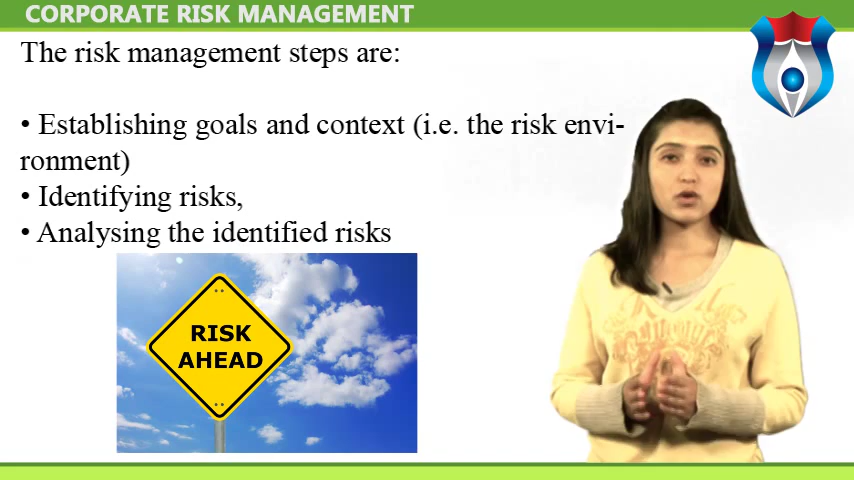 CORPORATE RISK MANAGEMENT
The risk management steps are:
• Establishing goals and context (i.e. the risk envi-
ronment)
• Identifying risks,
• Analysing the identified risks
RISK
AHEAD